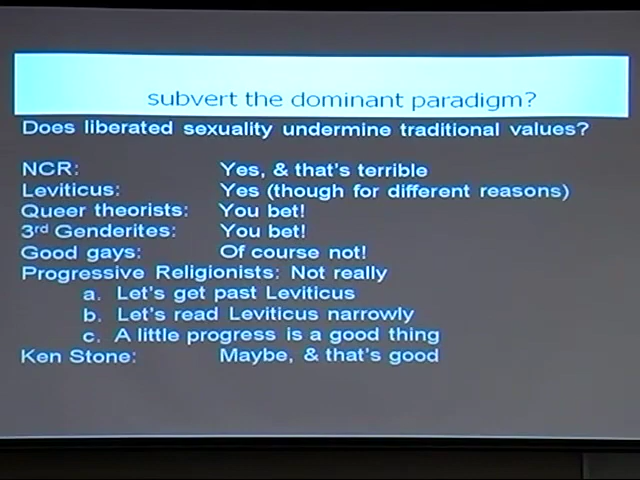 subvert the dominant paradigm?
Does liberated sexuality undermine traditional values?
NCR: Yes, & that's terrible
Leviticus: Yes (though for different reasons)
Queer theorists: You bet!
3rd Genderites: You bet!
Good gays: Of course not!
Progressive Religionists: Not really
a. Let's get past Leviticus
b. Let's read Leviticus narrowly
c. A little progress is a good thing
Ken Stone: Maybe, & that's good